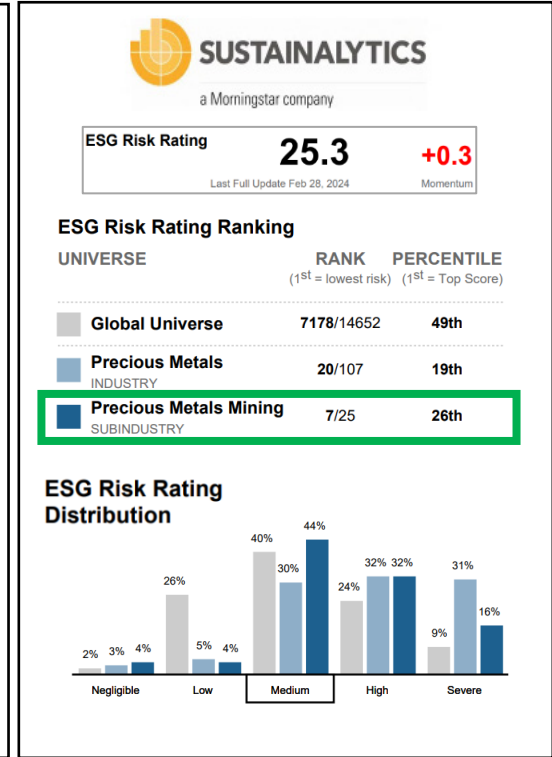 SUSTAINALYTICS
a Morningstar company
ESG Risk Rating
25.3
+0.3
Last Full Update Feb 28, 2024
Momentum
ESG Risk Rating Ranking
UNIVERSE RANK PERCENTILE
(1st = lowest risk) (1st = Top Score)
Global Universe 7178/14652 49th
Precious Metals 20/107 19th
INDUSTRY
Precious Metals Mining 7/25 26th
SUBINDUSTRY
ESG Risk Rating
Distribution
2% 3% 4% 26% 5% 4% 40% 30% 44% 24% 32% 32% 9% 31% 16%
Negligible Low Medium High Severe